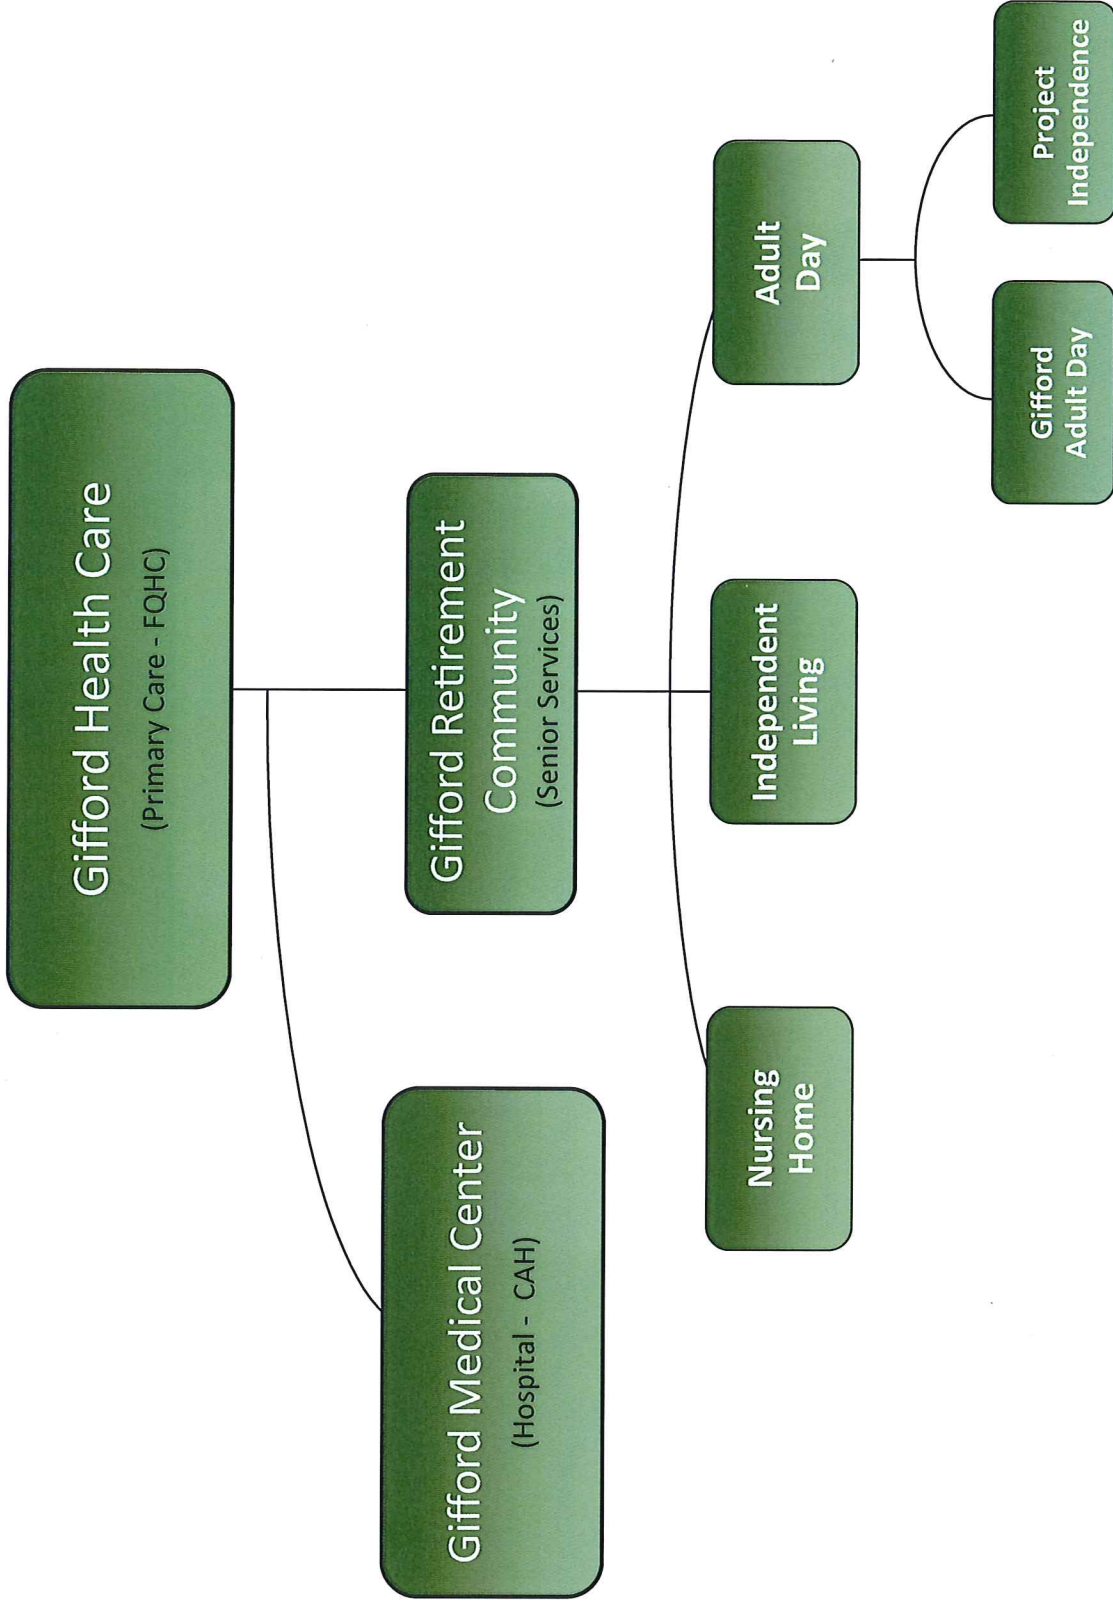 Gifford Health Care
(Primary Care - FQHC)
Gifford Medical Center
(Hospital - CAH)
Gifford Retirement
Community
(Senior Services)
Nursing
Home
Independent
Living
Adult
Day
Gifford
Adult Day
Project
Independence